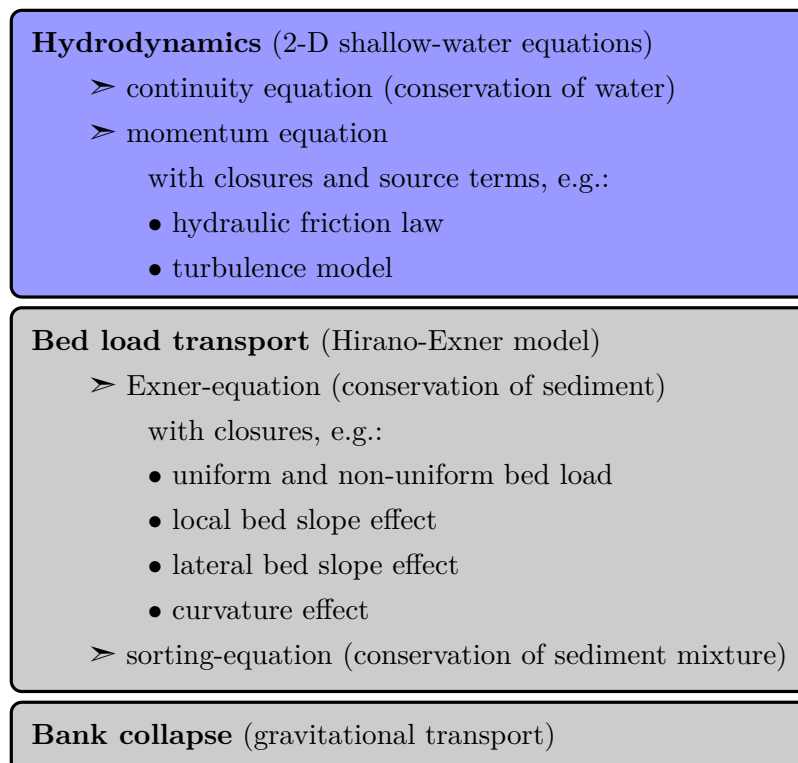 Hydrodynamics (2-D shallow-water equations)
➣ continuity equation (conservation of water)
➣ momentum equation
with closures and source terms, e.g.:
• hydraulic friction law
• turbulence model
Bed load transport (Hirano-Exner model)
➣ Exner-equation (conservation of sediment)
with closures, e.g.:
• uniform and non-uniform bed load
• local bed slope effect
• lateral bed slope effect
• curvature effect
➣ sorting-equation (conservation of sediment mixture)
Bank collapse (gravitational transport)